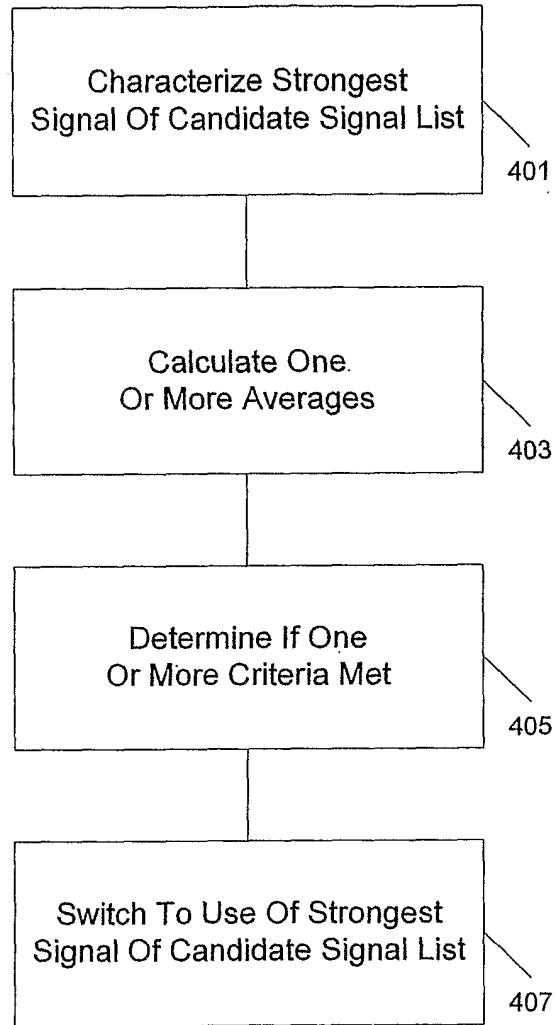 Characterize Strongest
Signal Of Candidate Signal List
401
Calculate One.
Or More Averages
403
Determine If One
Or More Criteria Met
405
Switch To Use Of Strongest
Signal Of Candidate Signal List
407